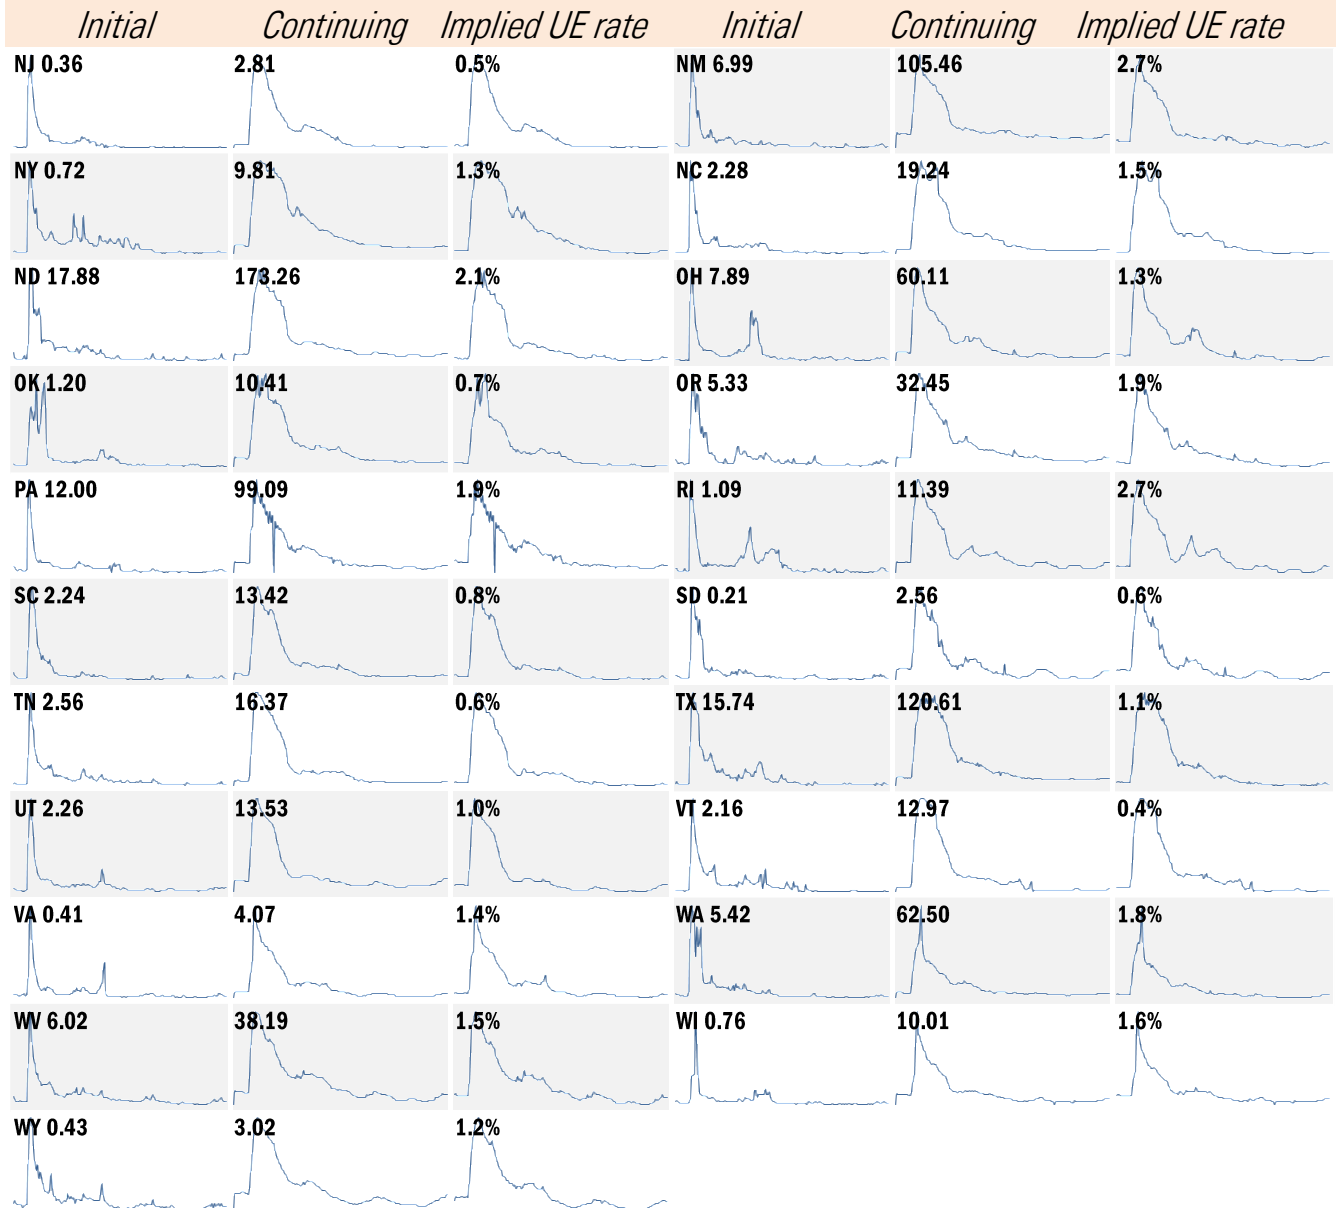 Initial Continuing Implied UE rate Initial Continuing Implied UE rate
NJ 0.36 2.81 0.5% NM 6.99 105.46 2.7%
NY 0.72 9.81 1.3% NC 2.28 19.24 1.5%
ND 17.88 173.26 2.1% OH 7.89 60.11 1.3%
OK 1.20 10.41 0.7% OR 5.33 32.45 1.9%
PA 12.00 99.09 1.9% RI 1.09 11.39 2.7%
SC 2.24 13.42 0.8% SD 0.21 2.56 0.6%
TN 2.56 16.37 0.6% TX 15.74 120.61 1.1%
UT 2.26 13.53 1.0% VT 2.16 12.97 0.4%
VA 0.41 4.07 1.4% WA 5.42 62.50 1.8%
WV 6.02 38.19 1.5% WI 0.76 10.01 1.6%
WY 0.43 3.02 1.2%